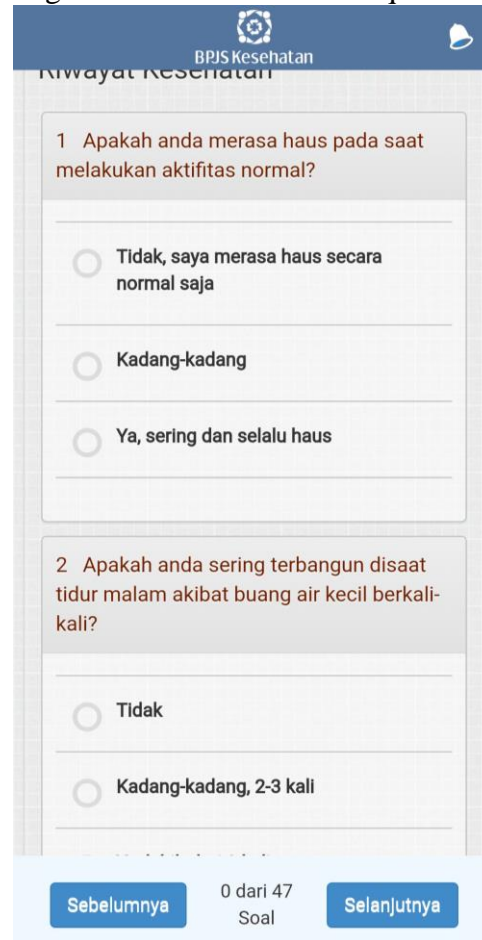 BPJS Kesehatan
Riwayat Kesehatan
1 Apakah anda merasa haus pada saat
melakukan aktifitas normal?
Tidak, saya merasa haus secara
normal saja
Kadang-kadang
Ya, sering dan selalu haus
2 Apakah anda sering terbangun disaat
tidur malam akibat buang air kecil berkali-
kali?
Tidak
Kadang-kadang, 2-3 kali
Sebelumnya
0 dari 47
Soal
Selanjutnya